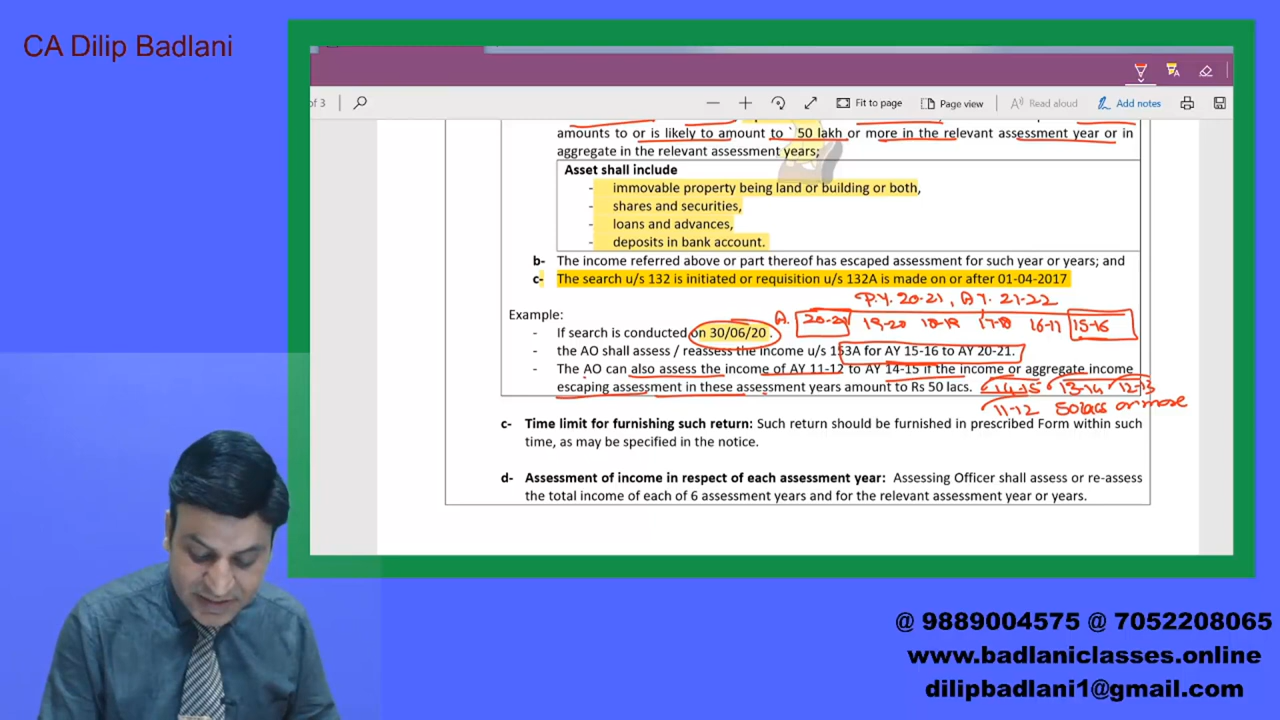 CA Dilip Badlani
of 3
Fit to page
Page view
Read aloud
Add notes
amounts to or is likely to amount to ` 50 lakh or more in the relevant assessment year or in
aggregate in the relevant assessment years;
Asset shall include
- immovable property being land or building or both,
- shares and securities,
- loans and advances,
- deposits in bank account.
b- The income referred above or part thereof has escaped assessment for such year or years; and
c- The search u/s 132 is initiated or requisition u/s 132A is made on or after 01-04-2017
P.Y. 20-21, A.Y. 21-22
Example:
A. 20-21 19-20 18-19 17-18 16-17 15-16
- If search is conducted on 30/06/20 .
- the AO shall assess / reassess the income u/s 153A for AY 15-16 to AY 20-21.
- The AO can also assess the income of AY 11-12 to AY 14-15 if the income or aggregate income
escaping assessment in these assessment years amount to Rs 50 lacs.
14-15 13-14 12-13
11-12 50 lacs or more
c- Time limit for furnishing such return: Such return should be furnished in prescribed Form within such
time, as may be specified in the notice.
d- Assessment of income in respect of each assessment year: Assessing Officer shall assess or re-assess
the total income of each of 6 assessment years and for the relevant assessment year or years.
@ 9889004575 @ 7052208065
www.badlaniclasses.online
dilipbadlani1@gmail.com